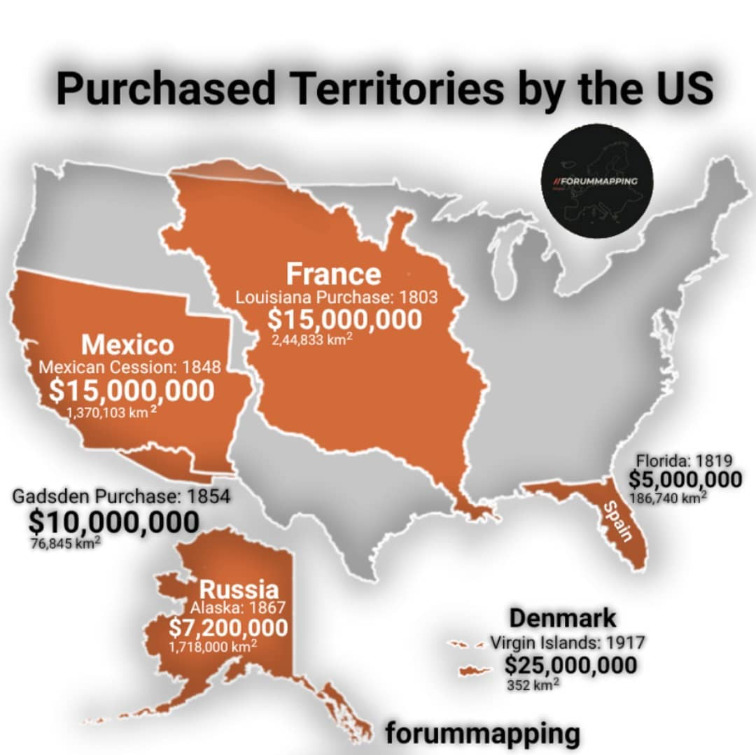 Purchased Territories by the US
//FORUMMAPPING
France
Louisiana Purchase: 1803
$15,000,000
2,44,833 km²
Mexico
Mexican Cession: 1848
$15,000,000
1,370,103 km²
Florida: 1819
$5,000,000
186,740 km²
Spain
Gadsden Purchase: 1854
$10,000,000
76,845 km²
Russia
Alaska: 1867
$7,200,000
1,718,000 km²
Denmark
Virgin Islands: 1917
$25,000,000
352 km²
forummapping